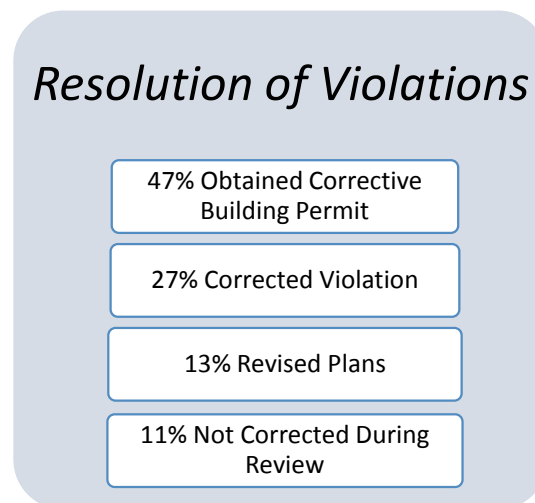 Resolution of Violations
47% Obtained Corrective
Building Permit
27% Corrected Violation
13% Revised Plans
11% Not Corrected During
Review